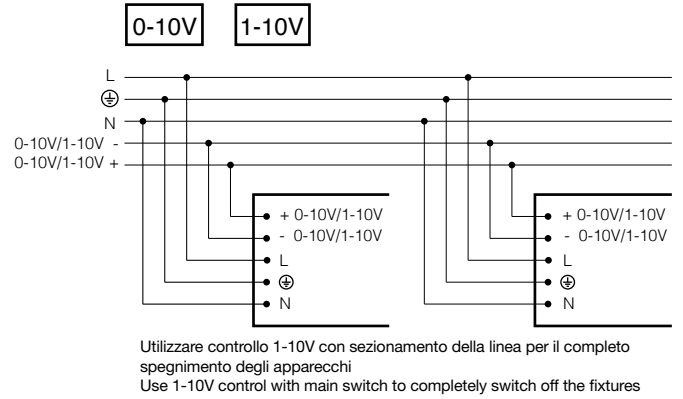 0-10V 1-10V
L
N
0-10V/1-10V -
0-10V/1-10V +
+ 0-10V/1-10V
- 0-10V/1-10V
L
N
+ 0-10V/1-10V
- 0-10V/1-10V
L
N
Utilizzare controllo 1-10V con sezionamento della linea per il completo
spegnimento degli apparecchi
Use 1-10V control with main switch to completely switch off the fixtures